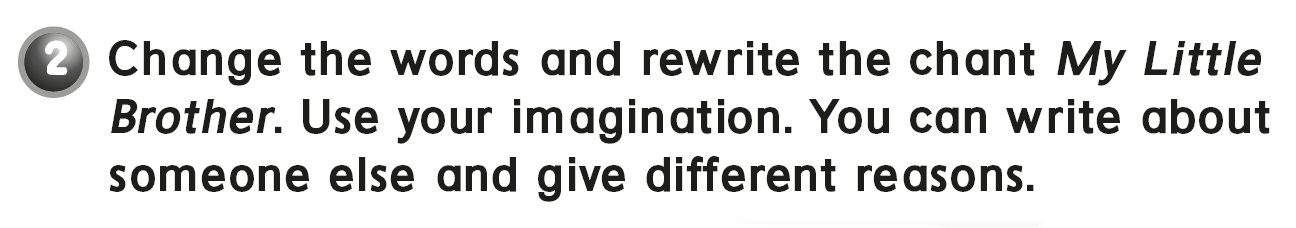 2 Change the words and rewrite the chant My Little
Brother. Use your imagination. You can write about
someone else and give different reasons.